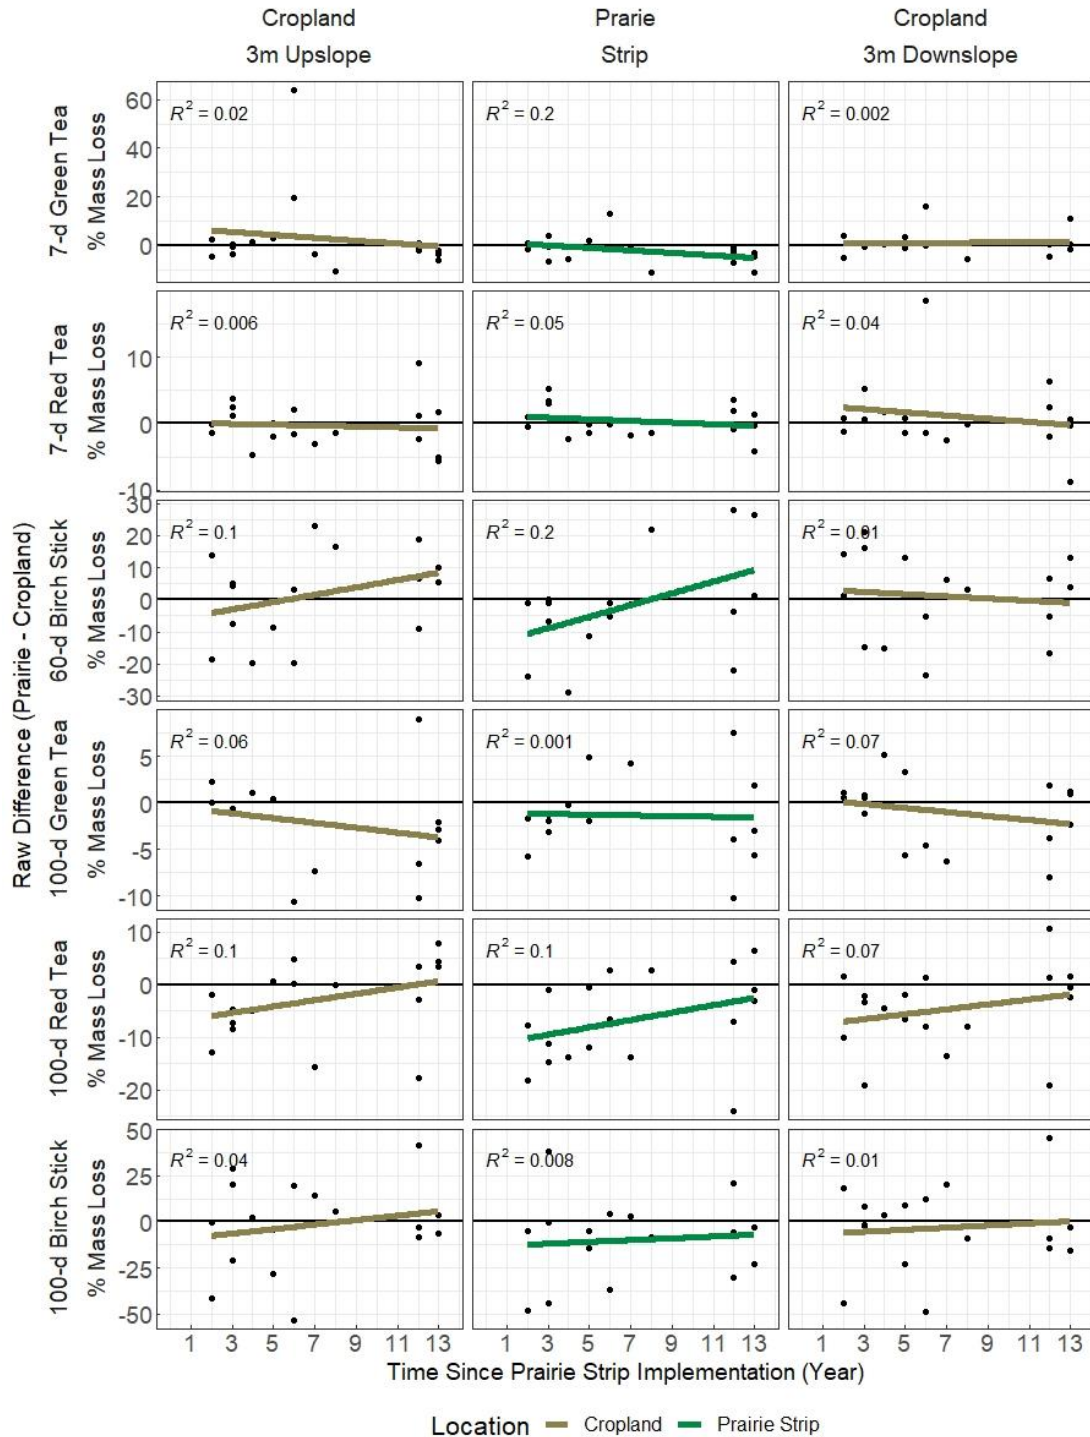 Cropland
3m Upslope
Prarie
Strip
Cropland
3m Downslope
Raw Difference (Prairie - Cropland)
7-d Green Tea
% Mass Loss
60
40
20
0
R² = 0.02
R² = 0.2
R² = 0.002
7-d Red Tea
% Mass Loss
10
0
-10
R² = 0.006
R² = 0.05
R² = 0.04
60-d Birch Stick
% Mass Loss
30
20
10
0
-10
-20
-30
R² = 0.1
R² = 0.2
R² = 0.01
100-d Green Tea
% Mass Loss
5
0
-5
-10
R² = 0.06
R² = 0.001
R² = 0.07
100-d Red Tea
% Mass Loss
10
0
-10
-20
R² = 0.1
R² = 0.1
R² = 0.07
100-d Birch Stick
% Mass Loss
50
25
0
-25
-50
R² = 0.04
R² = 0.008
R² = 0.01
1 3 5 7 9 11 13 1 3 5 7 9 11 13 1 3 5 7 9 11 13
Time Since Prairie Strip Implementation (Year)
Location Cropland Prairie Strip